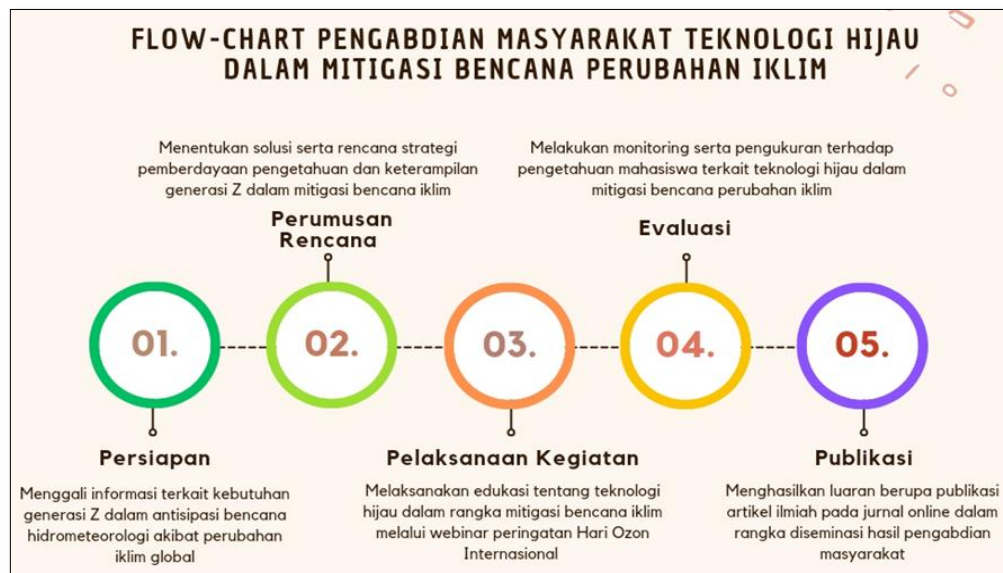 FLOW-CHART PENGABDIAN MASYARAKAT TEKNOLOGI HIJAU
DALAM MITIGASI BENCANA PERUBAHAN IKLIM
Menentukan solusi serta rencana strategi
pemberdayaan pengetahuan dan keterampilan
generasi Z dalam mitigasi bencana iklim
Perumusan
Rencana
Melakukan monitoring serta pengukuran terhadap
pengetahuan mahasiswa terkait teknologi hijau dalam
mitigasi bencana perubahan iklim
Evaluasi
01.
02.
03.
04.
05.
Persiapan
Menggali informasi terkait kebutuhan
generasi Z dalam antisipasi bencana
hidrometeorologi akibat perubahan
iklim global
Pelaksanaan Kegiatan
Melaksanakan edukasi tentang teknologi
hijau dalam rangka mitigasi bencana iklim
melalui webinar peringatan Hari Ozon
Internasional
Publikasi
Menghasilkan luaran berupa publikasi
artikel ilmiah pada jurnal online dalam
rangka diseminasi hasil pengabdian
masyarakat